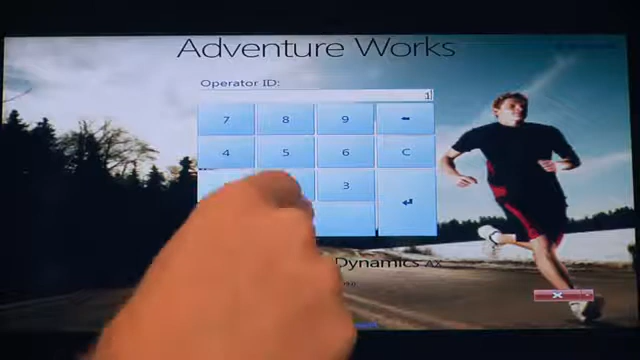 Adventure Works
Operator ID:
1
7 8 9
4 5 6 C
3
Dynamics AX